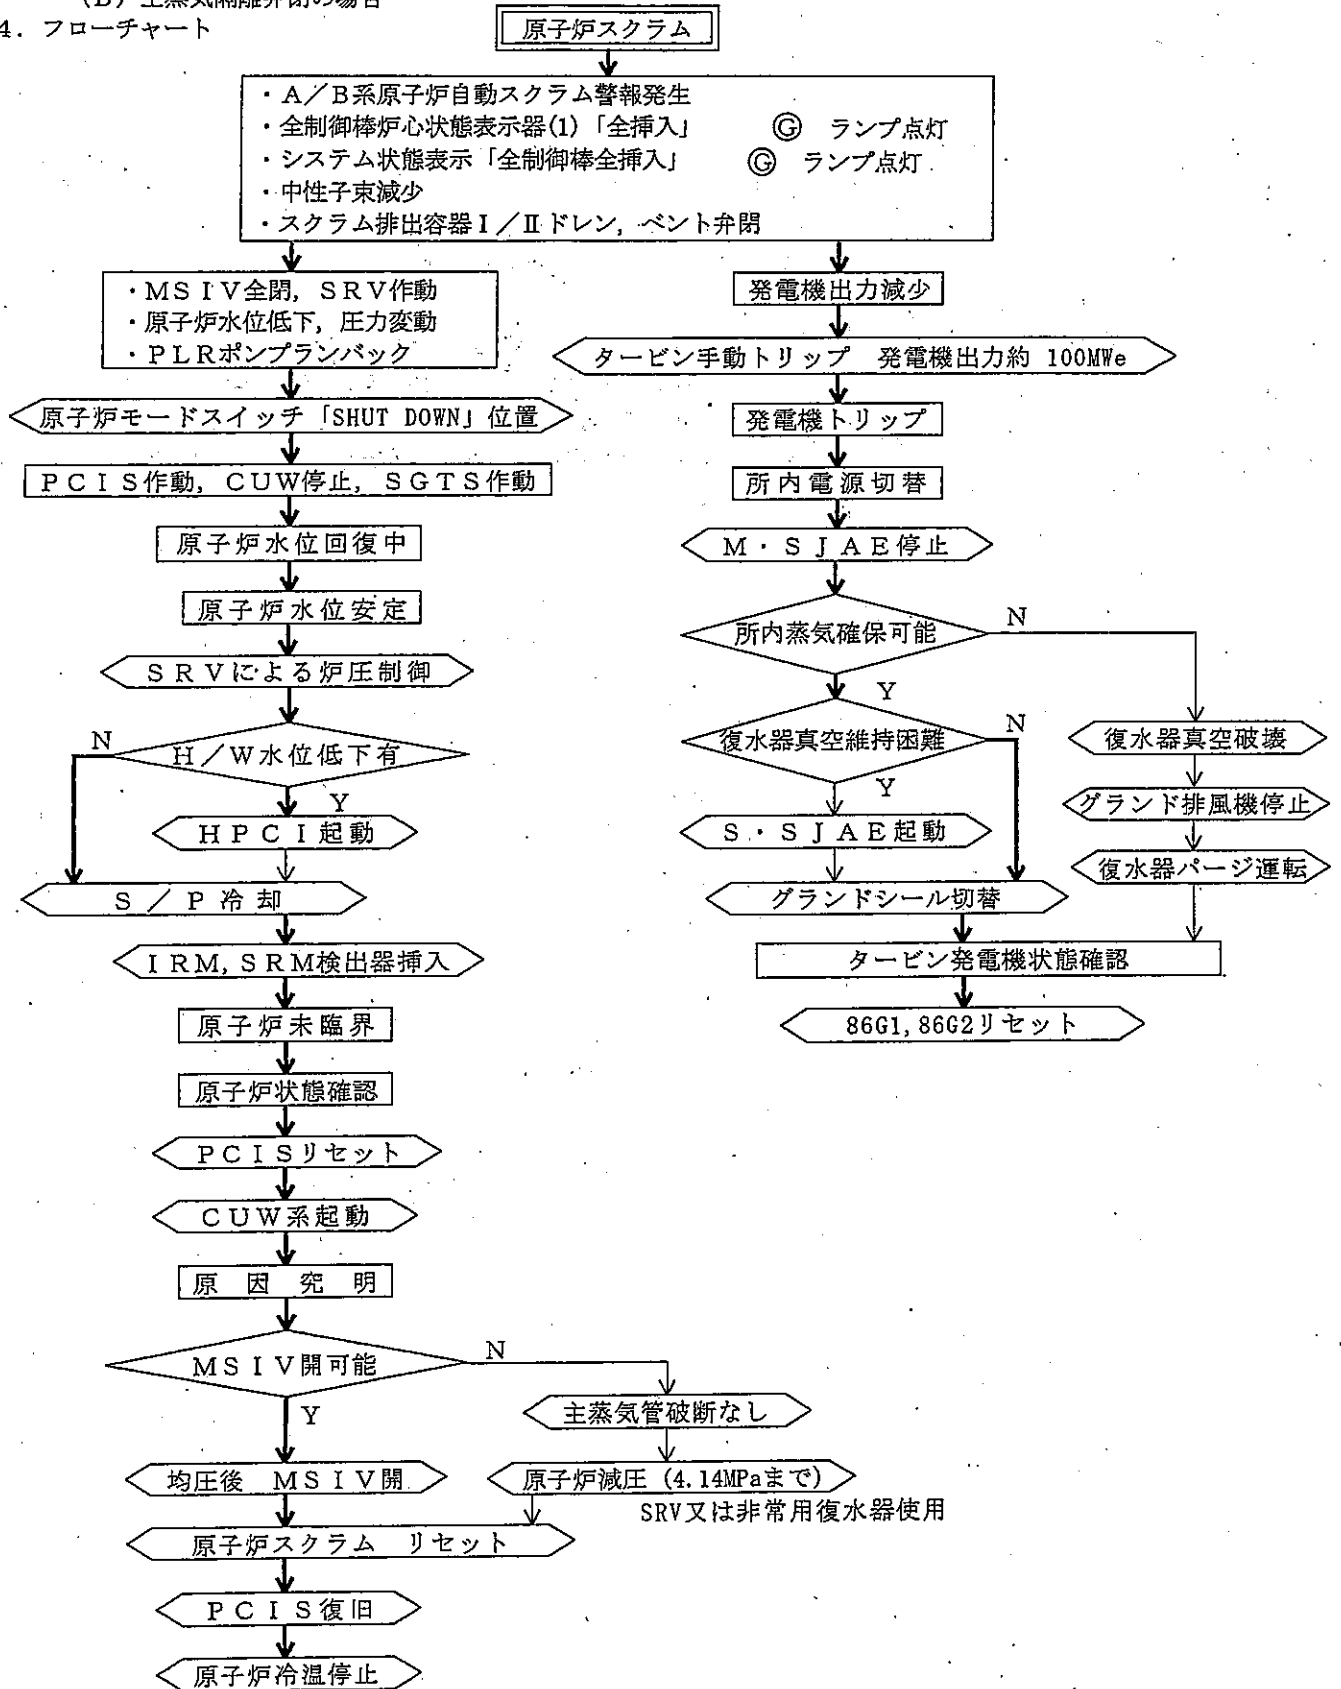 (B) 主蒸気隔離弁閉の場合
4. フローチャート
原子炉スクラム
・A/B系原子炉自動スクラム警報発生
・全制御棒炉心状態表示器(1)「全挿入」 Ⓖ ランプ点灯
・システム状態表示「全制御棒全挿入」 Ⓖ ランプ点灯
・中性子束減少
・スクラム排出容器Ⅰ/Ⅱドレン, ベント弁閉
・MSIV全閉, SRV作動
・原子炉水位低下, 圧力変動
・PLRポンプランバック
原子炉モードスイッチ「SHUT DOWN」位置
PCIS作動, CUW停止, SGTS作動
原子炉水位回復中
原子炉水位安定
SRVによる炉圧制御
H/W水位低下有
N
Y
HPCI起動
S/P冷却
IRM, SRM検出器挿入
原子炉未臨界
原子炉状態確認
PCISリセット
CUW系起動
原因究明
MSIV開可能
N
Y
主蒸気管破断なし
均圧後 MSIV開
原子炉減圧 (4.14MPaまで)
SRV又は非常用復水器使用
原子炉スクラム リセット
PCIS復旧
原子炉冷温停止
発電機出力減少
タービン手動トリップ 発電機出力約 100MWe
発電機トリップ
所内電源切替
M・SJAE停止
所内蒸気確保可能
N
Y
復水器真空維持困難
N
Y
S・SJAE起動
グランドシール切替
復水器真空破壊
グランド排風機停止
復水器パージ運転
タービン発電機状態確認
86G1, 86G2リセット